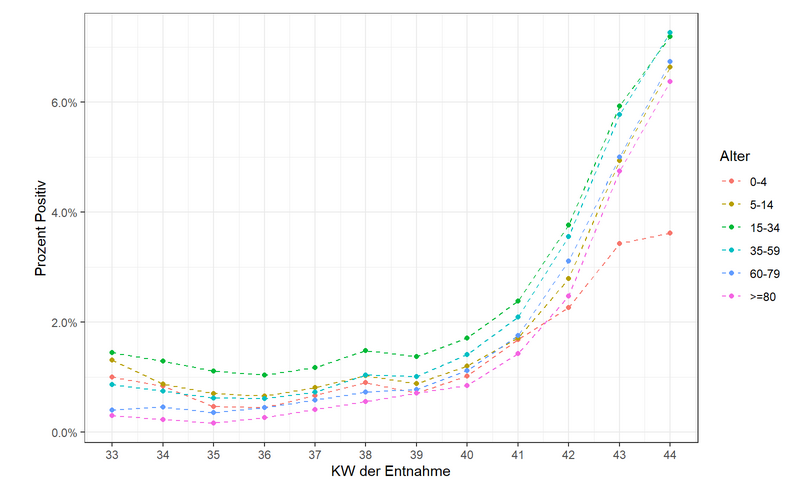 6.0%
4.0%
2.0%
0.0%
Prozent Positiv
33 34 35 36 37 38 39 40 41 42 43 44
KW der Entnahme
Alter
0-4
5-14
15-34
35-59
60-79
>=80